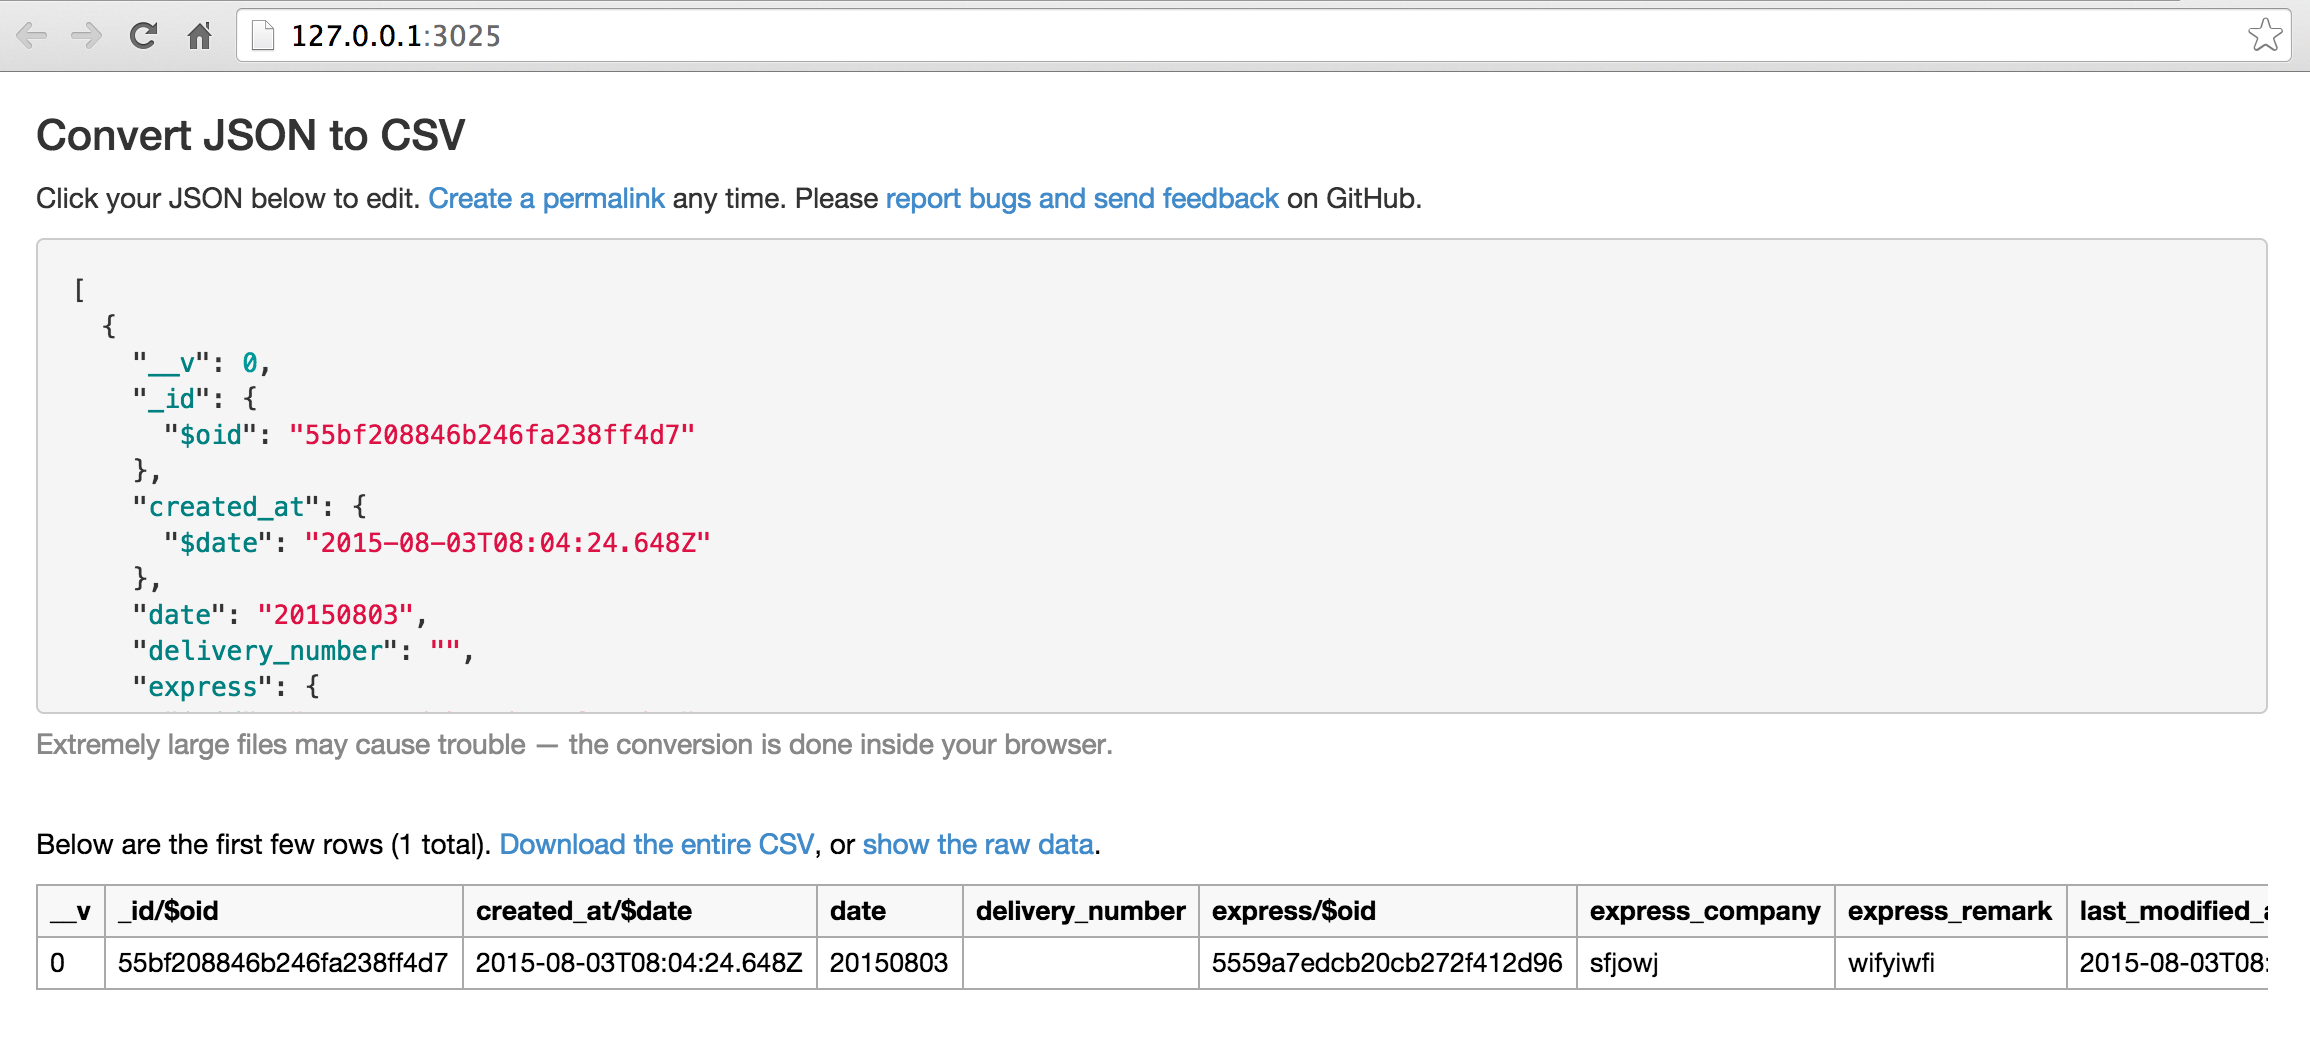 127.0.0.1:3025
Convert JSON to CSV
Click your JSON below to edit. Create a permalink any time. Please report bugs and send feedback on GitHub.
[
{
"__v": 0,
"_id": {
"$oid": "55bf208846b246fa238ff4d7"
},
"created_at": {
"$date": "2015-08-03T08:04:24.648Z"
},
"date": "20150803",
"delivery_number": "",
"express": {
Extremely large files may cause trouble — the conversion is done inside your browser.
Below are the first few rows (1 total). Download the entire CSV, or show the raw data.
__v _id/$oid created_at/$date date delivery_number express/$oid express_company express_remark last_modified_a
0 55bf208846b246fa238ff4d7 2015-08-03T08:04:24.648Z 20150803 5559a7edcb20cb272f412d96 sfjowj wifyiwfi 2015-08-03T08: